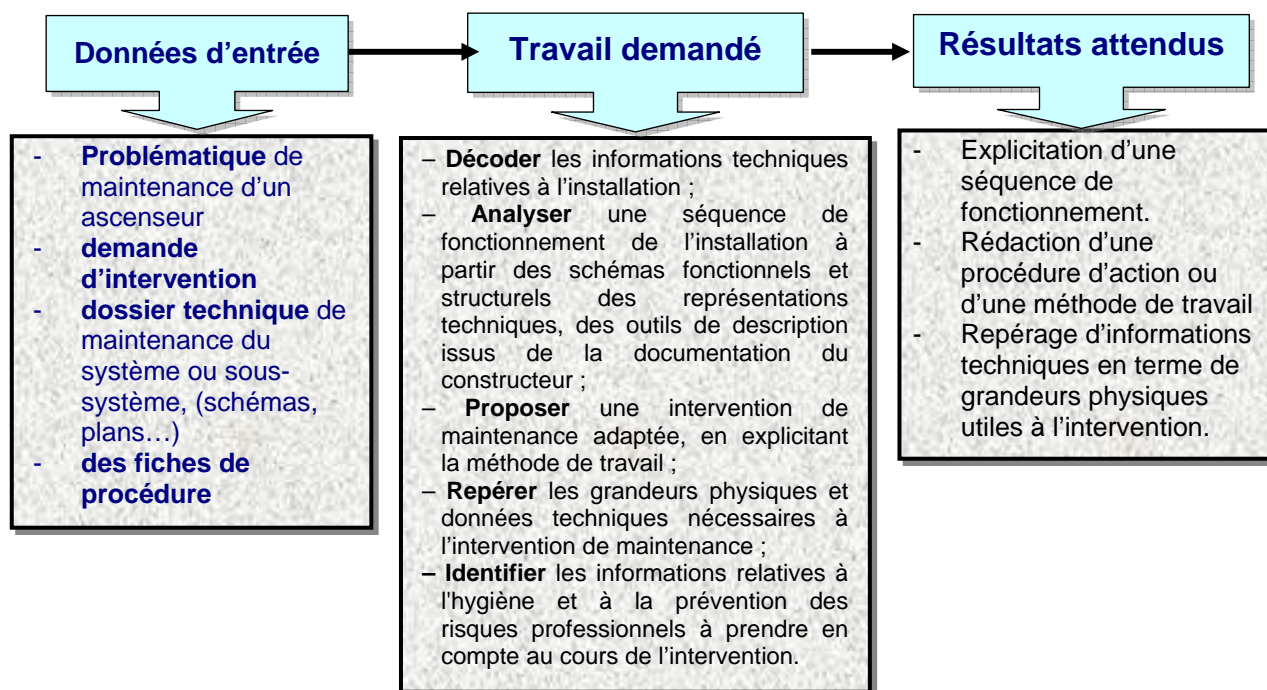 Données d’entrée
Travail demandé
Résultats attendus
- Problématique de
maintenance d’un
ascenseur
- demande
d’intervention
- dossier technique de
maintenance du
système ou sous-
système, (schémas,
plans…)
- des fiches de
procédure
– Décoder les informations techniques
relatives à l’installation ;
– Analyser une séquence de
fonctionnement de l’installation à
partir des schémas fonctionnels et
structurels des représentations
techniques, des outils de description
issus de la documentation du
constructeur ;
– Proposer une intervention de
maintenance adaptée, en explicitant
la méthode de travail ;
– Repérer les grandeurs physiques et
données techniques nécessaires à
l’intervention de maintenance ;
– Identifier les informations relatives à
l'hygiène et à la prévention des
risques professionnels à prendre en
compte au cours de l’intervention.
- Explicitation d’une
séquence de
fonctionnement.
- Rédaction d’une
procédure d’action ou
d’une méthode de travail
- Repérage d’informations
techniques en terme de
grandeurs physiques
utiles à l’intervention.